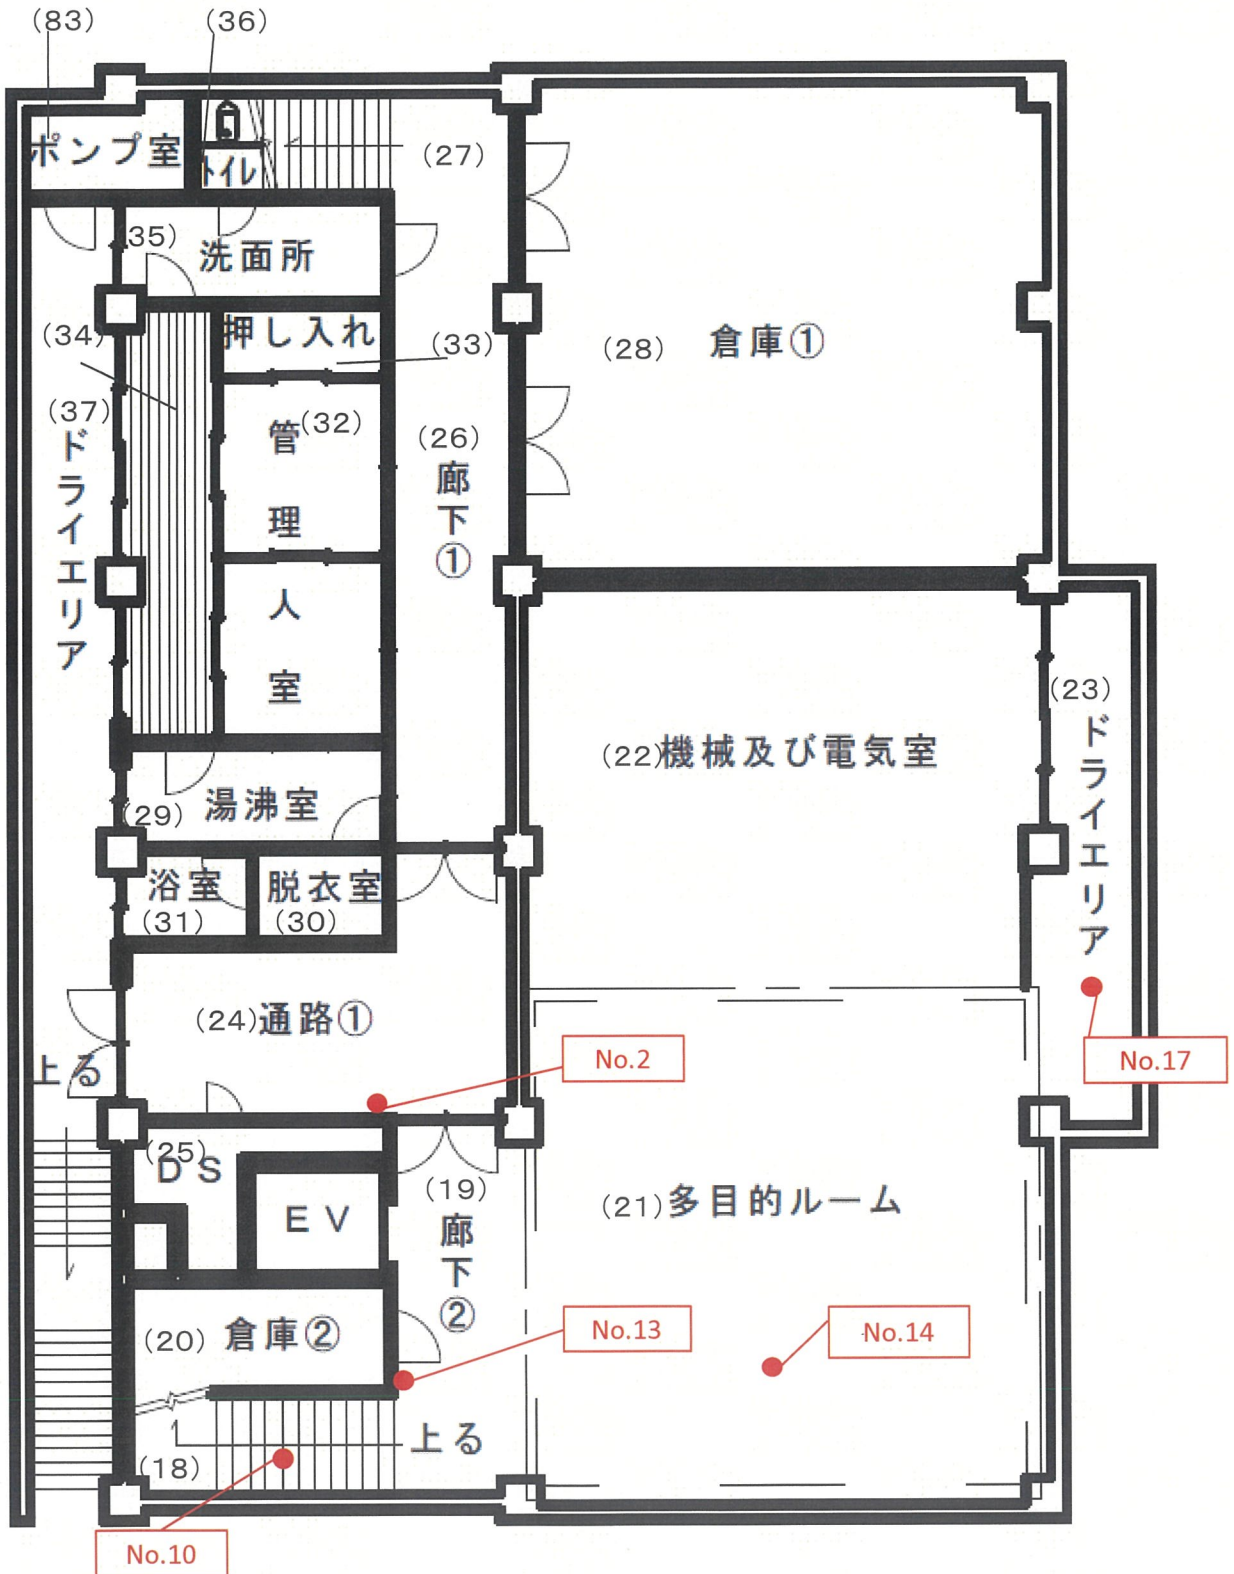 (83)
(36)
ポンプ室
トイレ
(27)
35)
洗面所
(34)
押し入れ
(33)
(28) 倉庫①
(37)
ドライエリア
(32)
管理人室
(26)
廊下①
(23)
ドライエリア
(22)機械及び電気室
(29)
湯沸室
浴室
(31)
脱衣室
(30)
(24)通路①
No.2
No.17
上る
(25)
DS
EV
(19)
廊下②
(21)多目的ルーム
(20) 倉庫②
No.13
No.14
上る
(18)
No.10